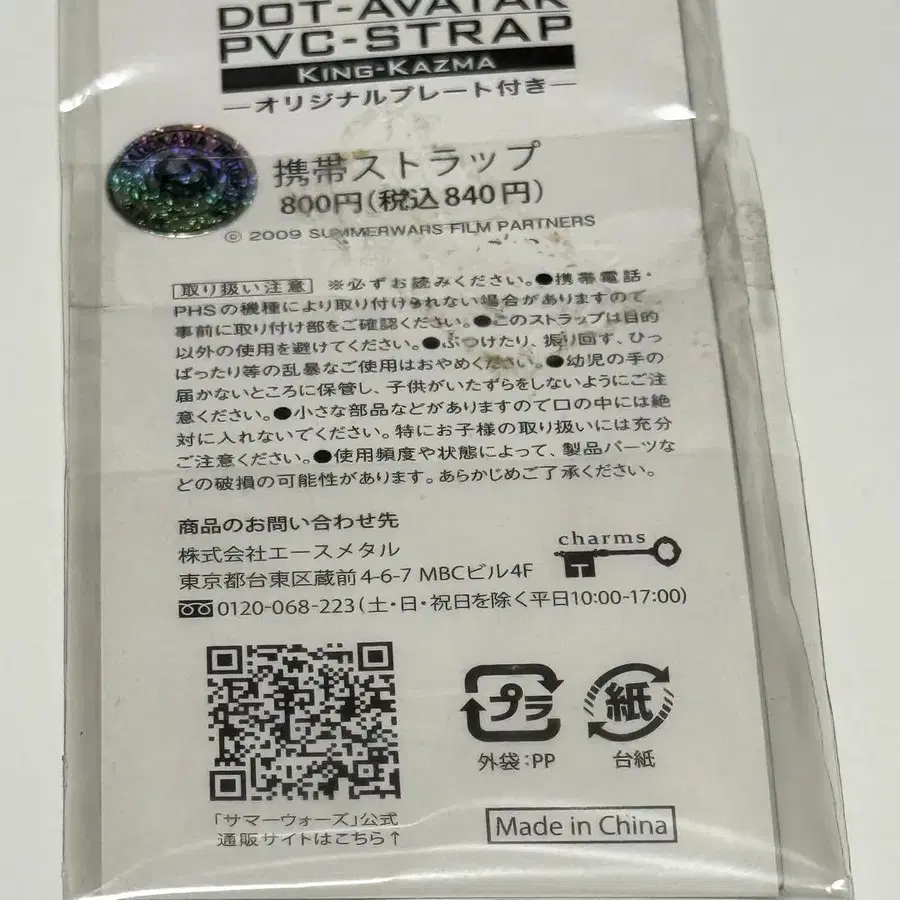 DOT-AVATAR
PVC-STRAP
KING-KAZMA
―オリジナルプレート付き―
携帯ストラップ
800円(税込840円)
© 2009 SUMMERWARS FILM PARTNERS
取り扱い注意 ※必ずお読みください。●携帯電話・
PHSの機種により取り付けられない場合がありますので
事前に取り付け部をご確認ください。●このストラップは目的
以外の使用を避けてください。●ぶつけたり、振り回す、ひっ
ぱったり等の乱暴なご使用はおやめください。●幼児の手の
届かないところに保管し、子供がいたずらをしないようにご注
意ください。●小さな部品などがありますので口の中には絶
対に入れないでください。特にお子様の取り扱いには充分
ご注意ください。●使用頻度や状態によって、製品パーツな
どの破損の可能性があります。あらかじめご了承ください。
商品のお問い合わせ先
株式会社エースメタル
東京都台東区蔵前4-6-7 MBCビル4F
0120-068-223(土・日・祝日を除く平日10:00-17:00)
charms
プラ
紙
外袋:PP
台紙
「サマーウォーズ」公式
通販サイトはこちら↑
Made in China